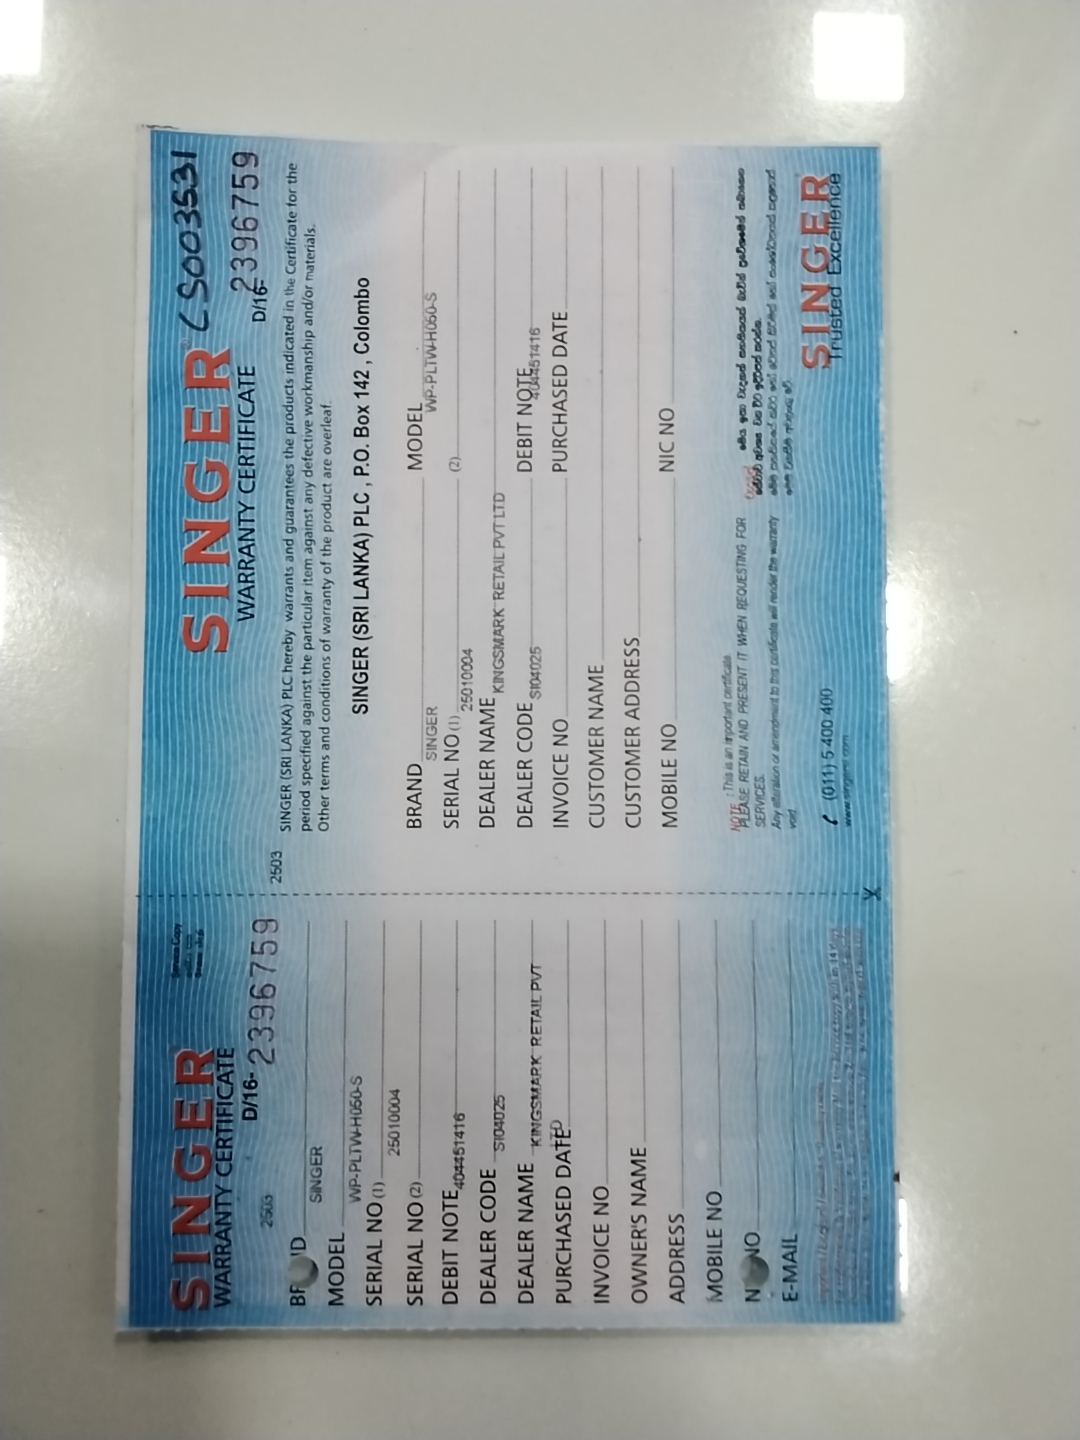 SINGER
WARRANTY CERTIFICATE
Service Copy
D/16- 2396759
2503
BRAND SINGER
MODEL WP-PLTW-H050-S
SERIAL NO (1) 25010004
SERIAL NO (2)
DEBIT NOTE 404451416
DEALER CODE SI04025
DEALER NAME KINGSMARK RETAIL PVT
LTD
PURCHASED DATE
INVOICE NO
OWNER'S NAME
ADDRESS
MOBILE NO
NIC NO
E-MAIL
SINGER® CS003531
WARRANTY CERTIFICATE
D/16- 2396759
2503
SINGER (SRI LANKA) PLC hereby warrants and guarantees the products indicated in the Certificate for the
period specified against the particular item against any defective workmanship and/or materials.
Other terms and conditions of warranty of the product are overleaf.
SINGER (SRI LANKA) PLC , P.O. Box 142 , Colombo
BRAND SINGER MODEL WP-PLTW-H050-S
SERIAL NO (1) 25010004 (2)
DEALER NAME KINGSMARK RETAIL PVT LTD
DEALER CODE SI04025 DEBIT NOTE 404451416
INVOICE NO PURCHASED DATE
CUSTOMER NAME
CUSTOMER ADDRESS
MOBILE NO NIC NO
NOTE : This is an important certificate.
PLEASE RETAIN AND PRESENT IT WHEN REQUESTING FOR
SERVICES.
Any alteration or amendment to this certificate will render the warranty
void
(011) 5 400 400
www.singersl.com
SINGER
Trusted Excellence